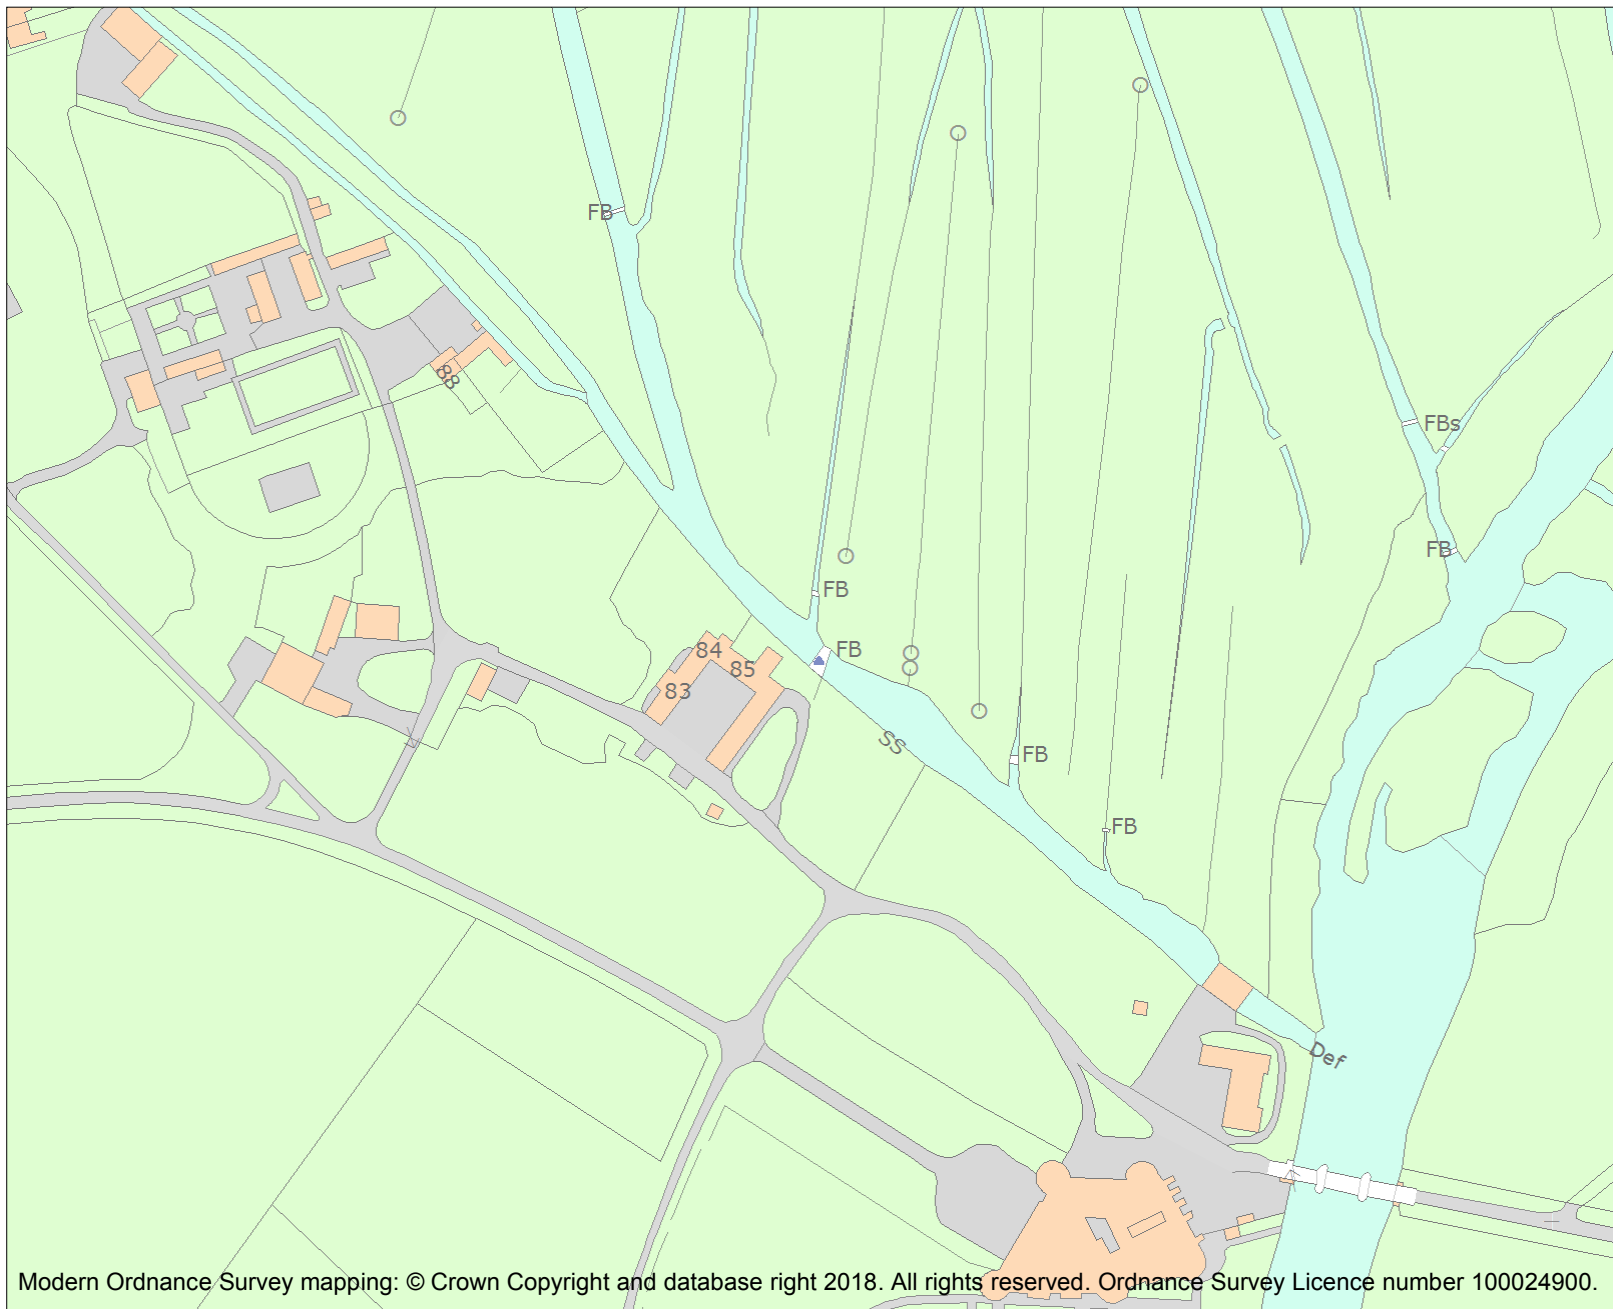 FB
88
FBs
FB
FB
FB
84
85
83
SS
FB
FB
Def
Modern Ordnance Survey mapping: © Crown Copyright and database right 2018. All rights reserved. Ordnance Survey Licence number 100024900.